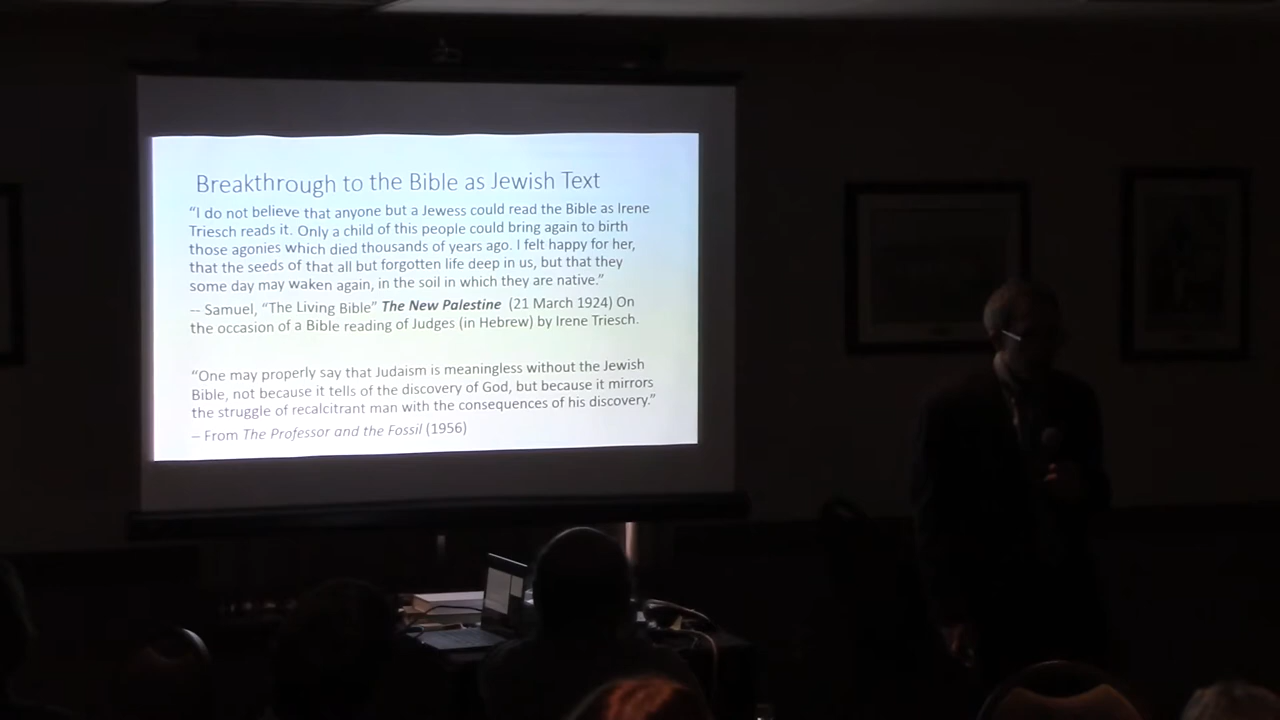 Breakthrough to the Bible as Jewish Text
“I do not believe that anyone but a Jewess could read the Bible as Irene
Triesch reads it. Only a child of this people could bring again to birth
those agonies which died thousands of years ago. I felt happy for her,
that the seeds of that all but forgotten life deep in us, but that they
some day may waken again, in the soil in which they are native.”
-- Samuel, “The Living Bible” The New Palestine (21 March 1924) On
the occasion of a Bible reading of Judges (in Hebrew) by Irene Triesch.
“One may properly say that Judaism is meaningless without the Jewish
Bible, not because it tells of the discovery of God, but because it mirrors
the struggle of recalcitrant man with the consequences of his discovery.”
– From The Professor and the Fossil (1956)